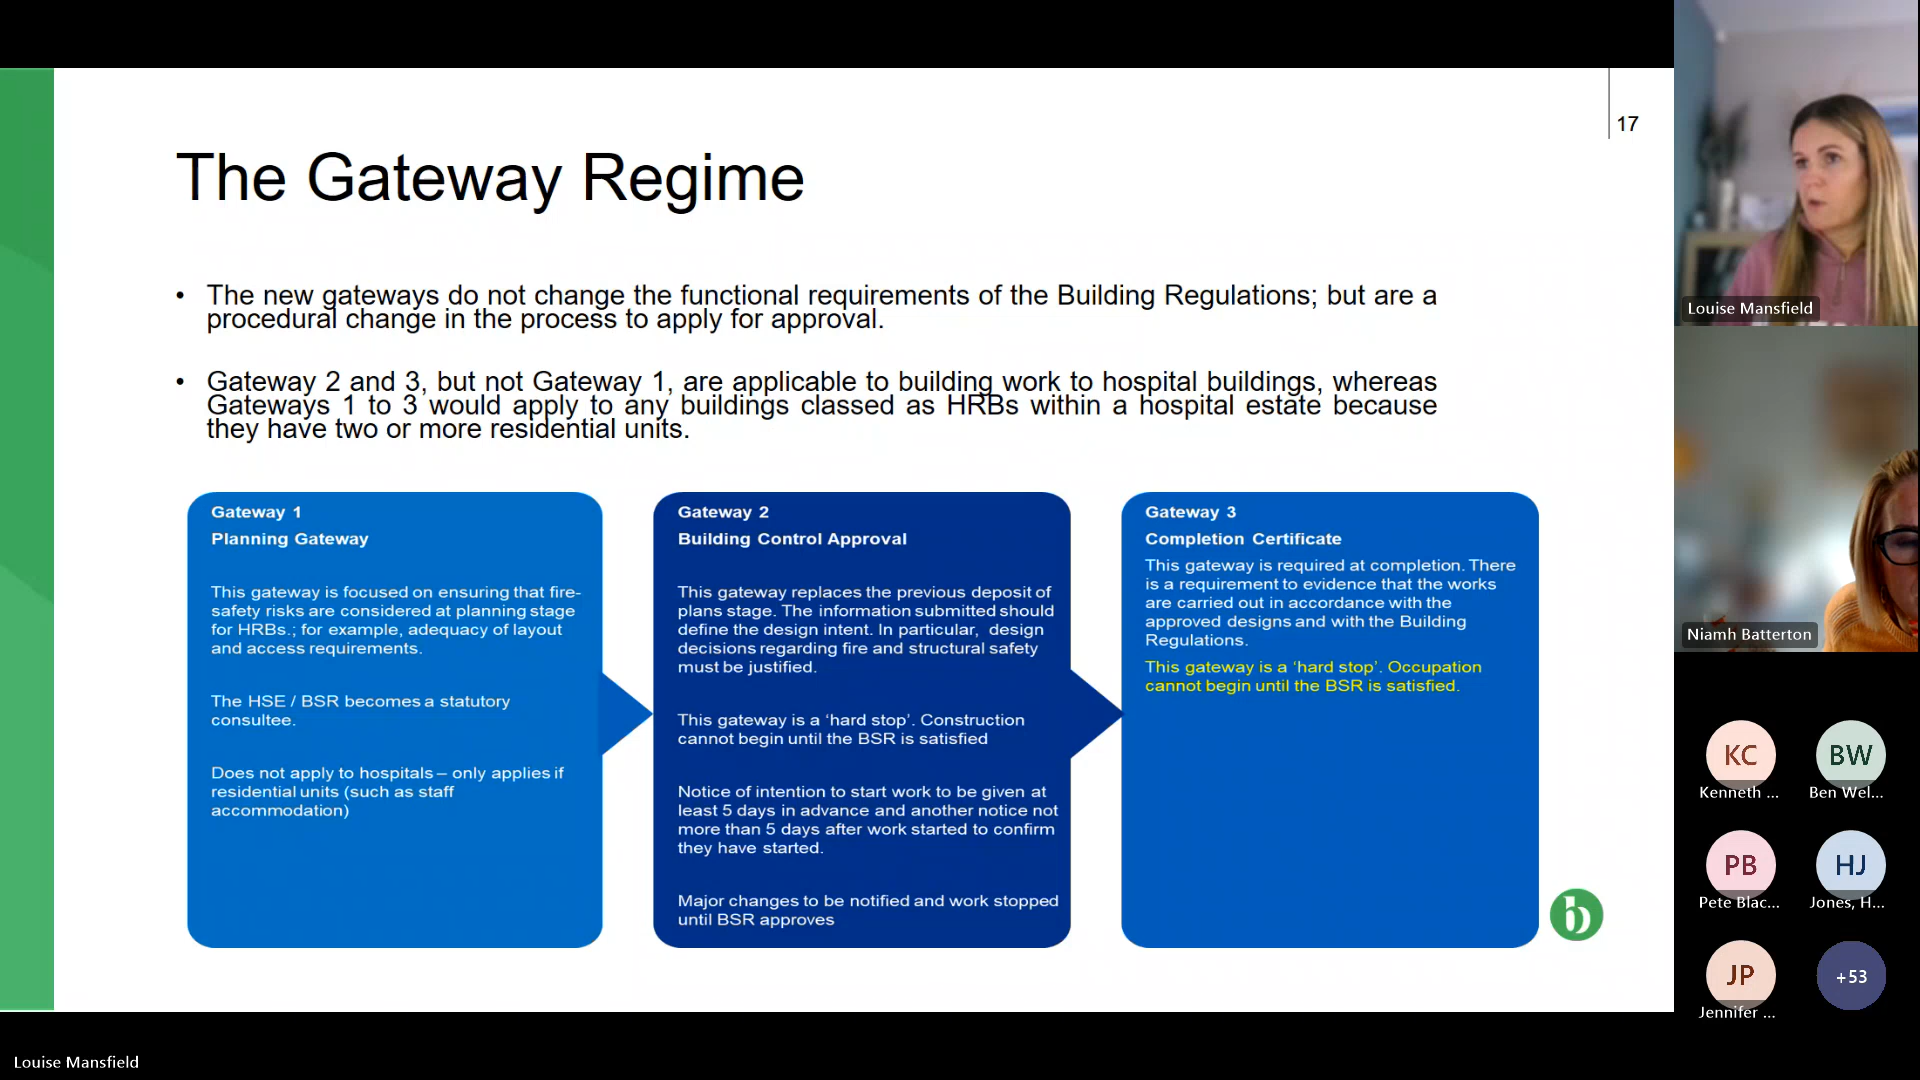 17
The Gateway Regime
• The new gateways do not change the functional requirements of the Building Regulations; but are a
procedural change in the process to apply for approval.
• Gateway 2 and 3, but not Gateway 1, are applicable to building work to hospital buildings, whereas
Gateways 1 to 3 would apply to any buildings classed as HRBs within a hospital estate because
they have two or more residential units.
Gateway 1
Planning Gateway
This gateway is focused on ensuring that fire-
safety risks are considered at planning stage
for HRBs.; for example, adequacy of layout
and access requirements.
The HSE / BSR becomes a statutory
consultee.
Does not apply to hospitals – only applies if
residential units (such as staff
accommodation)
Gateway 2
Building Control Approval
This gateway replaces the previous deposit of
plans stage. The information submitted should
define the design intent. In particular, design
decisions regarding fire and structural safety
must be justified.
This gateway is a ‘hard stop’. Construction
cannot begin until the BSR is satisfied
Notice of intention to start work to be given at
least 5 days in advance and another notice not
more than 5 days after work started to confirm
they have started.
Major changes to be notified and work stopped
until BSR approves
Gateway 3
Completion Certificate
This gateway is required at completion. There
is a requirement to evidence that the works
are carried out in accordance with the
approved designs and with the Building
Regulations.
This gateway is a ‘hard stop’. Occupation
cannot begin until the BSR is satisfied.
b
Louise Mansfield
Niamh Batterton
KC
Kenneth ...
BW
Ben Wel...
PB
Pete Blac...
HJ
Jones, H...
JP
Jennifer ...
+53
Louise Mansfield